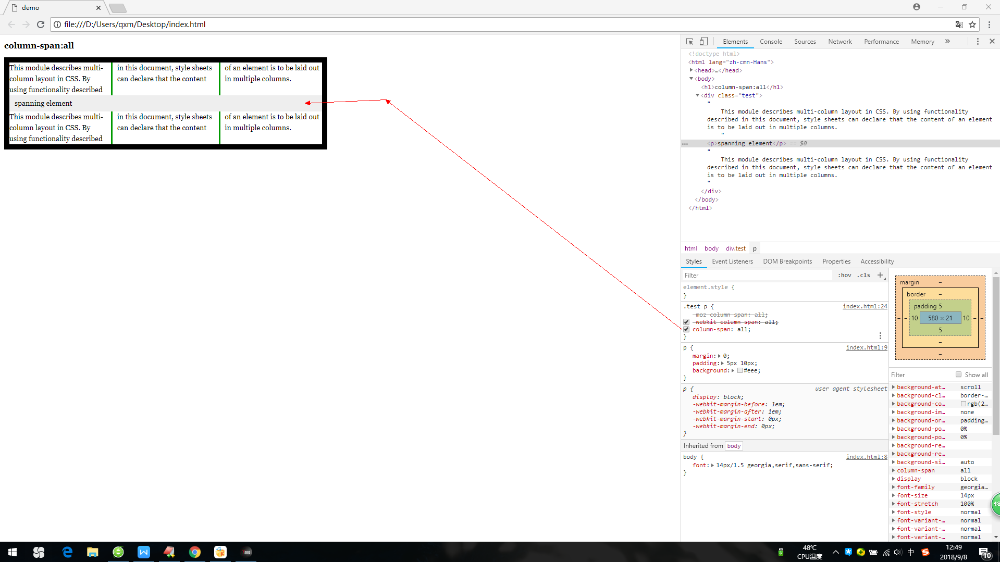 demo
file:///D:/Users/qxm/Desktop/index.html
column-span:all
This module describes multi-
column layout in CSS. By
using functionality described
in this document, style sheets
can declare that the content
of an element is to be laid out
in multiple columns.
spanning element
This module describes multi-
column layout in CSS. By
using functionality described
in this document, style sheets
can declare that the content
of an element is to be laid out
in multiple columns.
Elements Console Sources Network Performance Memory »
<!doctype html>
<html lang="zh-cmn-Hans">
<head>…</head>
<body>
<h1>column-span:all</h1>
<div class="test">
"
This module describes multi-column layout in CSS. By using functionality
described in this document, style sheets can declare that the content of an element
is to be laid out in multiple columns.
"
<p>spanning element</p> == $0
"
This module describes multi-column layout in CSS. By using functionality
described in this document, style sheets can declare that the content of an element
is to be laid out in multiple columns.
"
</div>
</body>
</html>
html body div.test p
Styles Event Listeners DOM Breakpoints Properties Accessibility
Filter :hov .cls +
element.style {
}
.test p { index.html:24
-moz-column-span: all;
-webkit-column-span: all;
column-span: all;
}
p { index.html:9
margin: 0;
padding: 5px 10px;
background: #eee;
}
p { user agent stylesheet
display: block;
-webkit-margin-before: 1em;
-webkit-margin-after: 1em;
-webkit-margin-start: 0px;
-webkit-margin-end: 0px;
}
Inherited from body
body { index.html:8
font: 14px/1.5 georgia,serif,sans-serif;
}
margin –
border –
padding 5
– – 10 580 × 21 10 – –
5
–
–
Filter Show all
background-at… scroll
background-cl… border-…
background-co… rgb(2…
background-im… none
background-or… padding…
background-po… 0%
background-po… 0%
background-re…
background-re…
background-si… auto
column-span all
display block
font-family georgia…
font-size 14px
font-stretch 100%
font-style normal
font-variant-… normal
font-variant-… normal
font-variant-… normal
48
48℃
CPU温度
中
12:49
2018/9/8
10